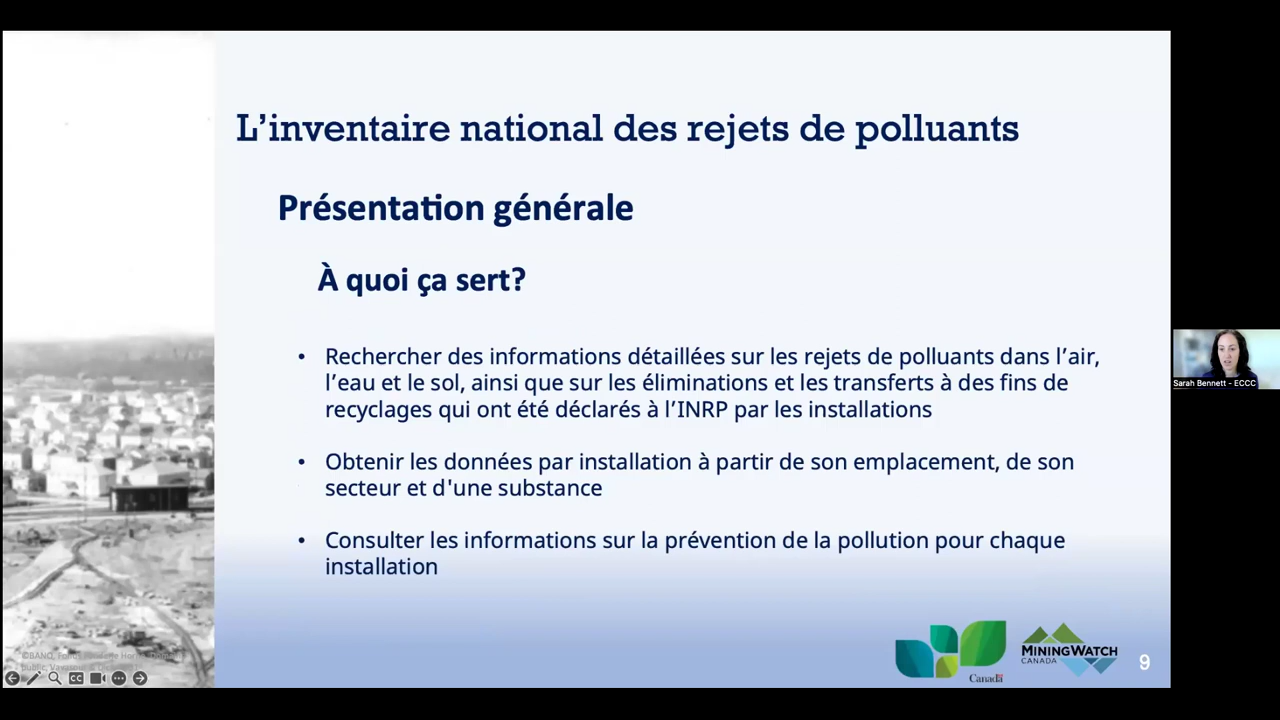 L’inventaire national des rejets de polluants
Présentation générale
À quoi ça sert?
• Rechercher des informations détaillées sur les rejets de polluants dans l’air,
l’eau et le sol, ainsi que sur les éliminations et les transferts à des fins de
recyclages qui ont été déclarés à l’INRP par les installations
• Obtenir les données par installation à partir de son emplacement, de son
secteur et d'une substance
• Consulter les informations sur la prévention de la pollution pour chaque
installation
Sarah Bennett - ECCC
CC
Canada
MININGWATCH
CANADA
9